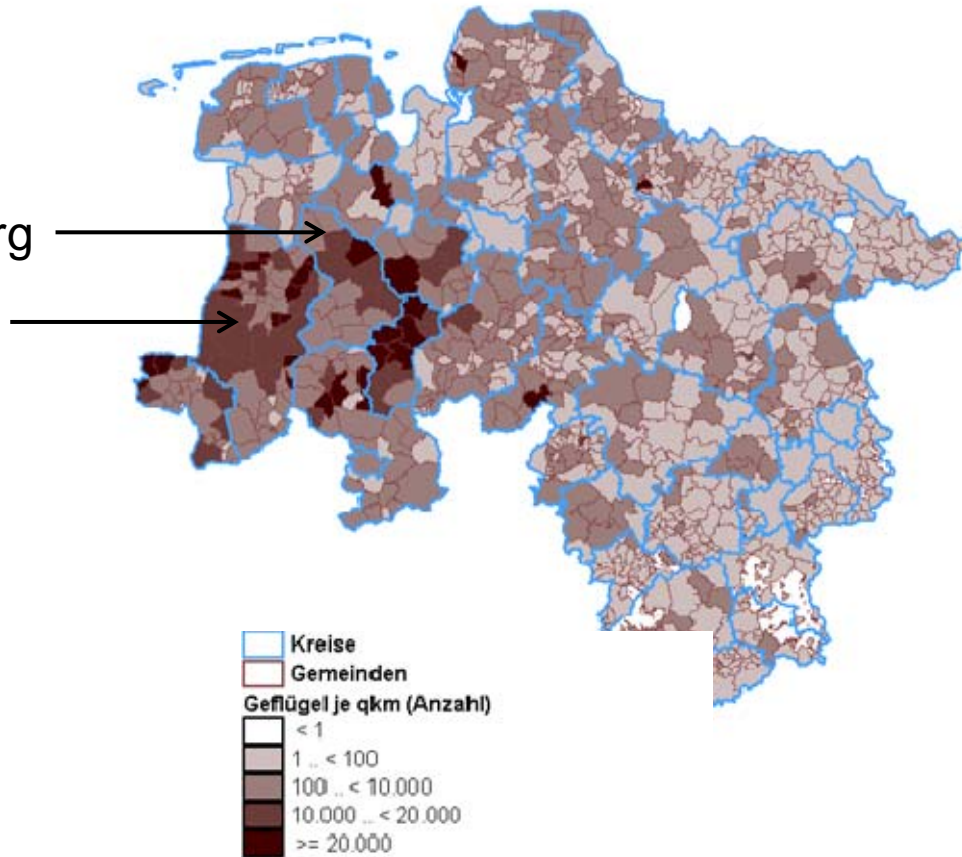 rg
Kreise
Gemeinden
Geflügel je qkm (Anzahl)
< 1
1 .. < 100
100 .. < 10.000
10.000 .. < 20.000
>= 20.000